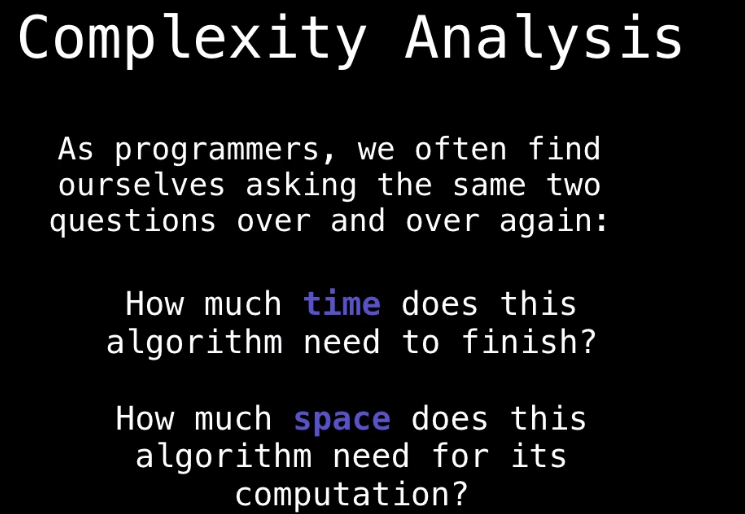 Complexity Analysis
As programmers, we often find
ourselves asking the same two
questions over and over again:
How much time does this
algorithm need to finish?
How much space does this
algorithm need for its
computation?